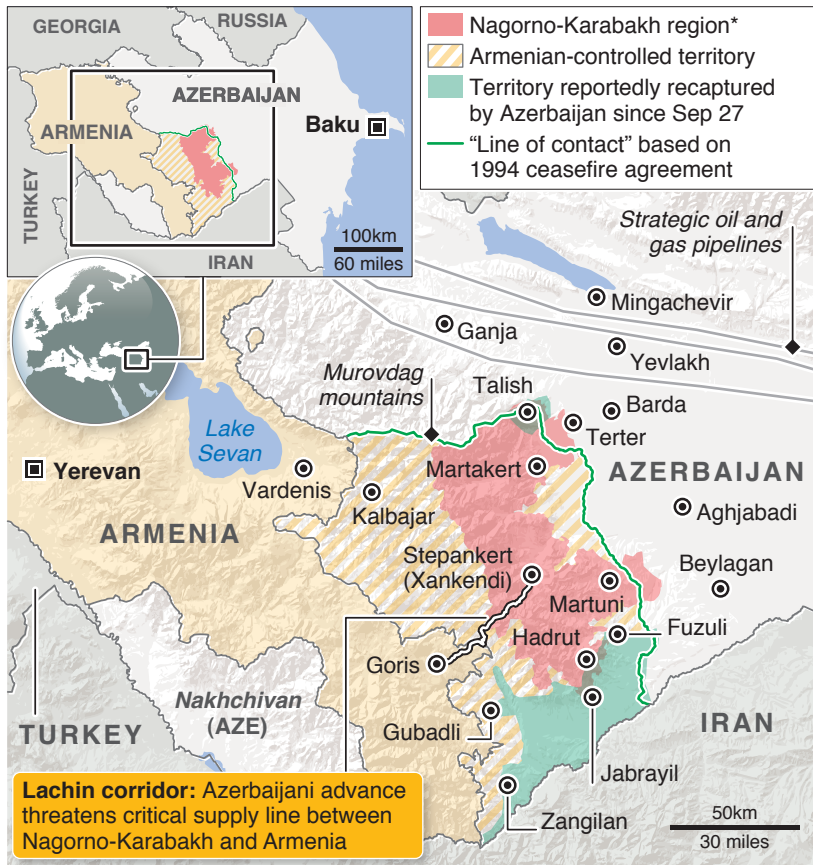 GEORGIA
RUSSIA
AZERBAIJAN
ARMENIA
Baku
TURKEY
IRAN
100km
60 miles
Nagorno-Karabakh region*
Armenian-controlled territory
Territory reportedly recaptured
by Azerbaijan since Sep 27
“Line of contact” based on
1994 ceasefire agreement
Strategic oil and
gas pipelines
Mingachevir
Ganja
Yevlakh
Murovdag
mountains
Talish
Barda
Terter
Lake
Sevan
Yerevan
Vardenis
Martakert
AZERBAIJAN
Kalbajar
Aghjabadi
ARMENIA
Stepankert
(Xankendi)
Beylagan
Martuni
Hadrut
Fuzuli
Goris
Nakhchivan
(AZE)
TURKEY
Gubadli
IRAN
Jabrayil
Zangilan
Lachin corridor: Azerbaijani advance
threatens critical supply line between
Nagorno-Karabakh and Armenia
50km
30 miles